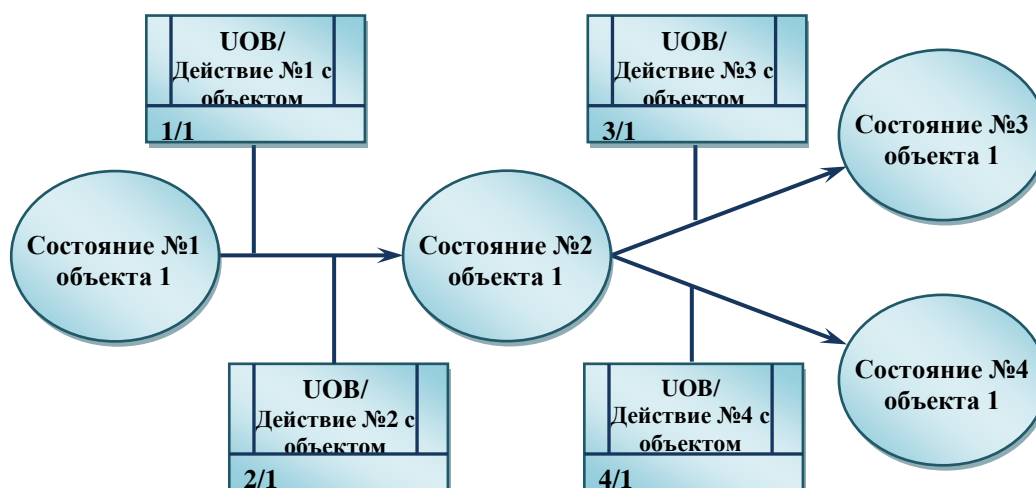 UOB/
Действие №1 с
объектом
1/1
UOB/
Действие №3 с
объектом
3/1
Состояние №3
объекта 1
Состояние №1
объекта 1
Состояние №2
объекта 1
UOB/
Действие №2 с
объектом
2/1
UOB/
Действие №4 с
объектом
4/1
Состояние №4
объекта 1